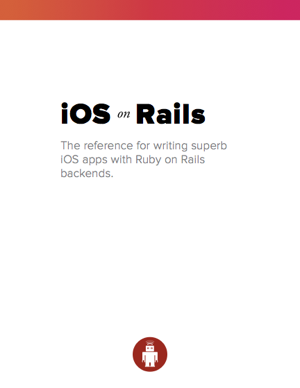 iOS on Rails
The reference for writing superb
iOS apps with Ruby on Rails
backends.